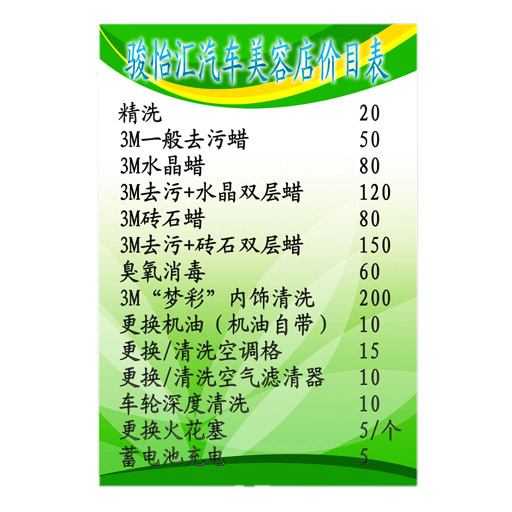 骏怡汇汽车美容店价目表
精洗 20
3M一般去污蜡 50
3M水晶蜡 80
3M去污+水晶双层蜡 120
3M砖石蜡 80
3M去污+砖石双层蜡 150
臭氧消毒 60
3M“梦彩”内饰清洗 200
更换机油（机油自带） 10
更换/清洗空调格 15
更换/清洗空气滤清器 10
车轮深度清洗 10
更换火花塞 5/个
蓄电池充电 5